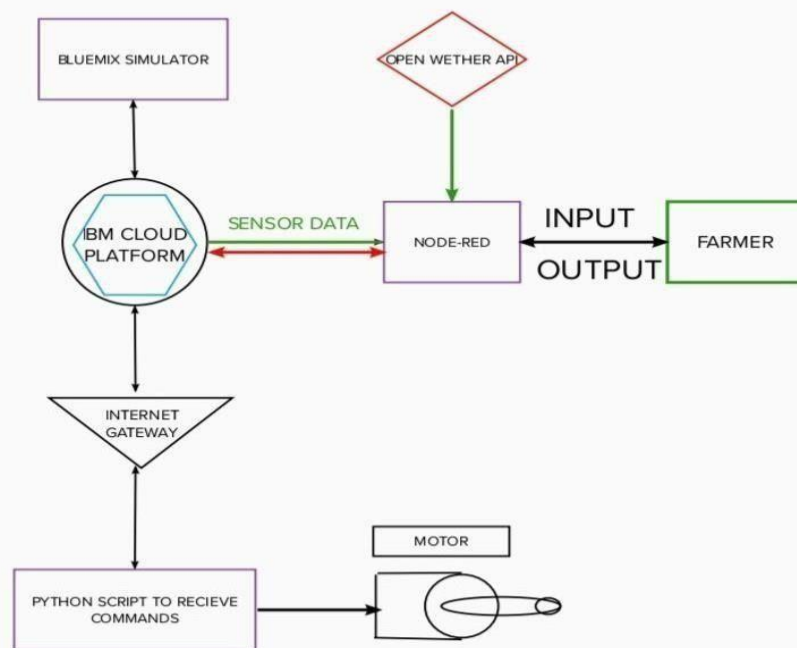 BLUEMIX SIMULATOR
OPEN WETHER API
IBM CLOUD
PLATFORM
SENSOR DATA
NODE-RED
INPUT
OUTPUT
FARMER
INTERNET
GATEWAY
MOTOR
PYTHON SCRIPT TO RECIEVE
COMMANDS